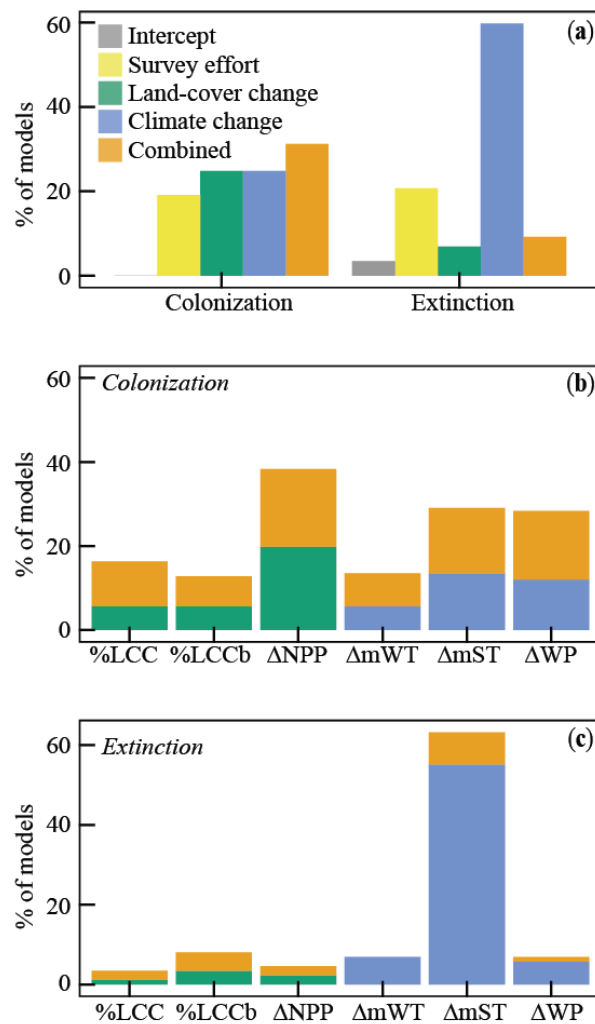 (a)
60
40
20
0
% of models
Intercept
Survey effort
Land-cover change
Climate change
Combined
Colonization Extinction
Colonization (b)
60
40
20
0
% of models
%LCC %LCCb ΔNPP ΔmWT ΔmST ΔWP
Extinction (c)
60
40
20
0
% of models
%LCC %LCCb ΔNPP ΔmWT ΔmST ΔWP